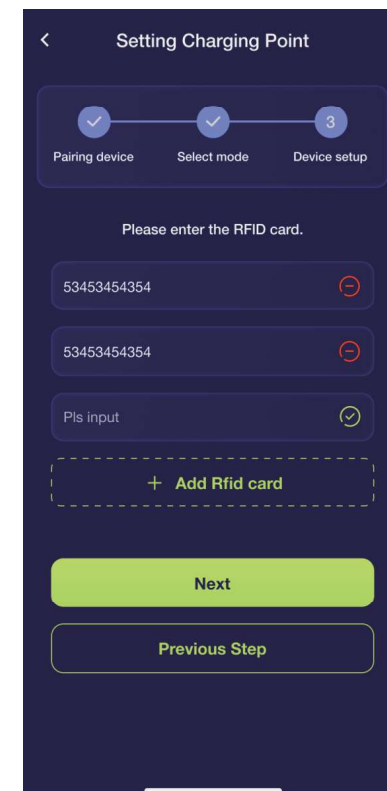 Setting Charging Point
3
Pairing device Select mode Device setup
Please enter the RFID card.
53453454354
53453454354
Pls input
+ Add Rfid card
Next
Previous Step